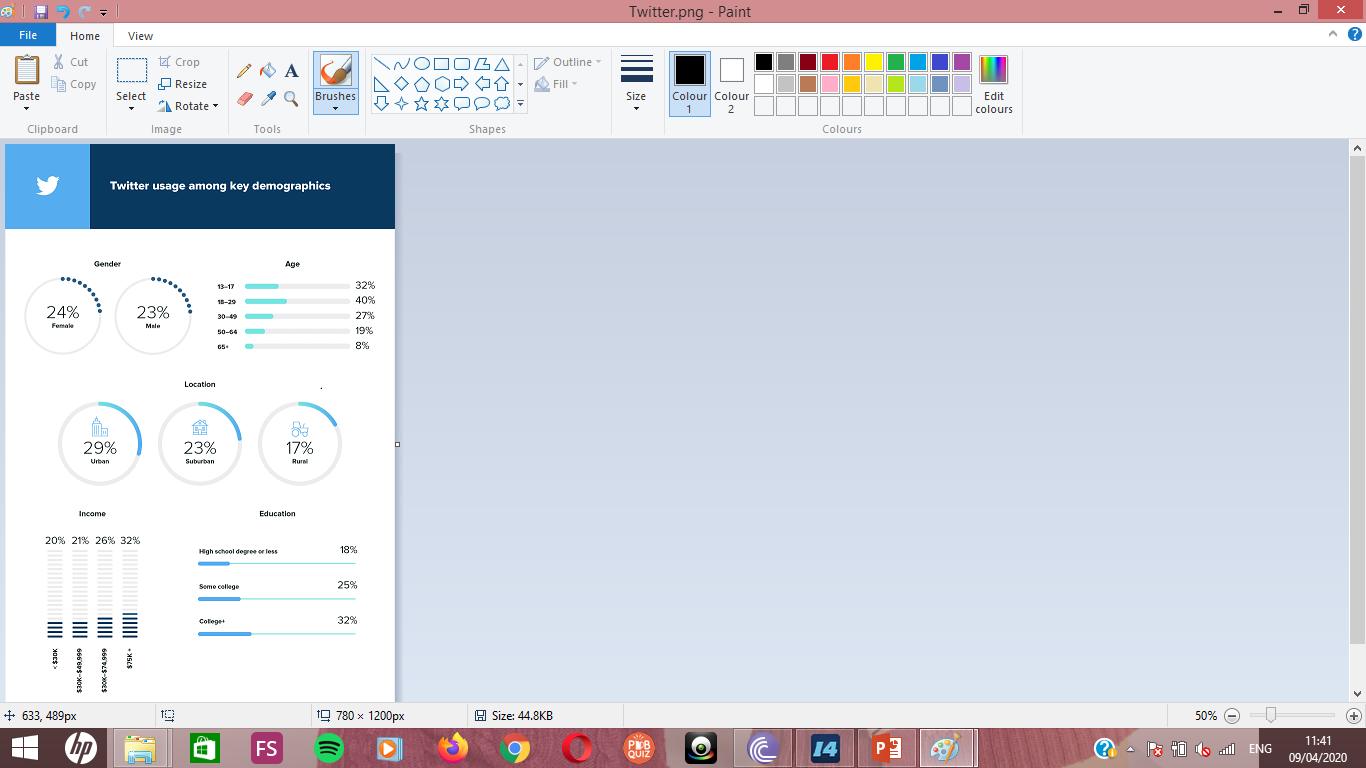 Twitter.png - Paint
File
Home
View
Paste
Cut
Copy
Clipboard
Select
Crop
Resize
Rotate
Image
A
Tools
Brushes
Outline
Fill
Shapes
Size
Colour
1
Colour
2
Edit
colours
Colours
Twitter usage among key demographics
Gender
24%
Female
23%
Male
Age
13–17 32%
18–29 40%
30–49 27%
50–64 19%
65+ 8%
Location
29%
Urban
23%
Suburban
17%
Rural
Income
20% 21% 26% 32%
< $30K
$30K–$49,999
$30K–$74,999
$75K +
Education
High school degree or less 18%
Some college 25%
College+ 32%
633, 489px
780 × 1200px
Size: 44.8KB
50%
hp
FS
PUB
QUIZ
I4
P
ENG
11:41
09/04/2020